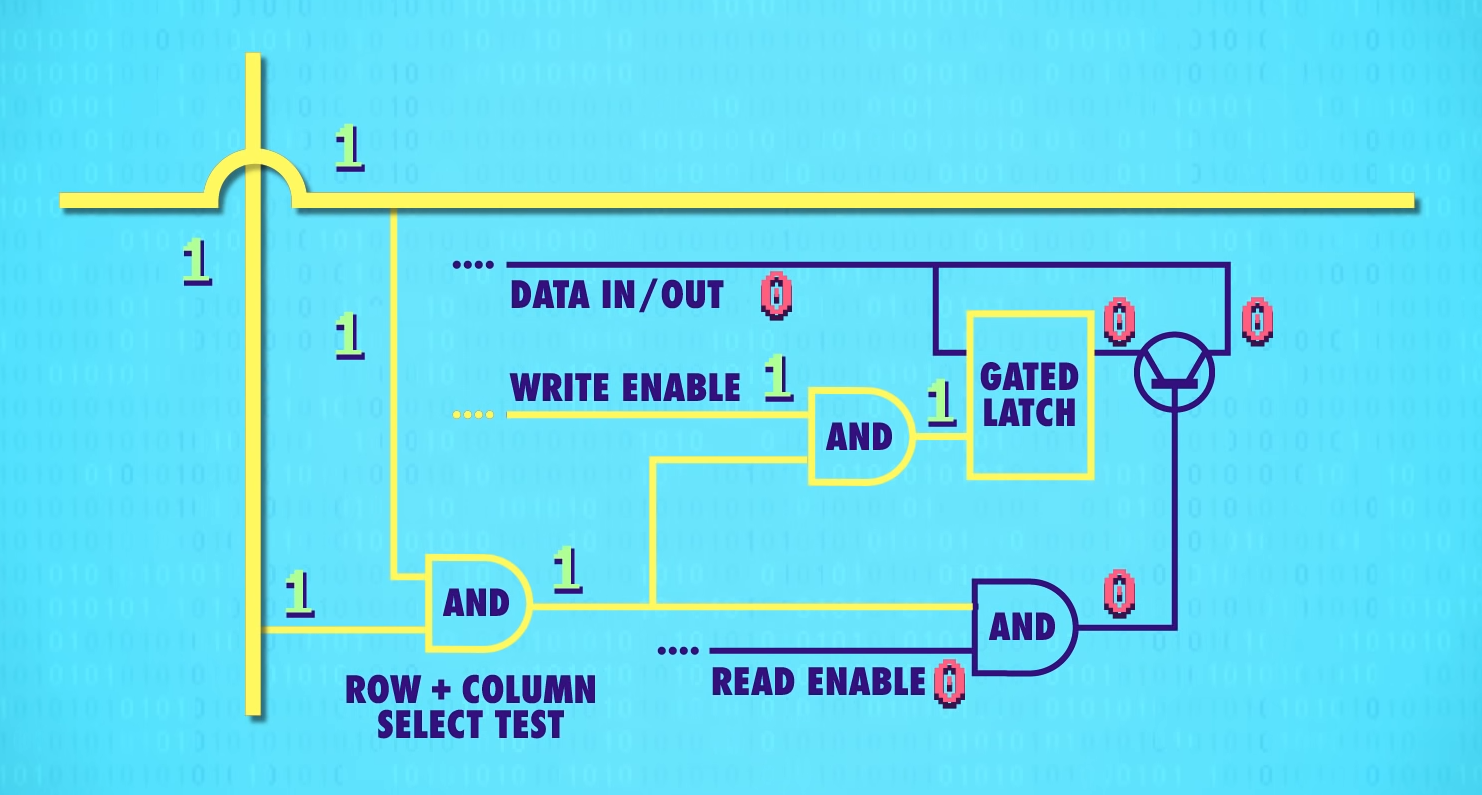 1
1
DATA IN/OUT 0
0
0
1
WRITE ENABLE 1
1
GATED
LATCH
AND
1
1
AND
0
AND
READ ENABLE 0
ROW + COLUMN
SELECT TEST